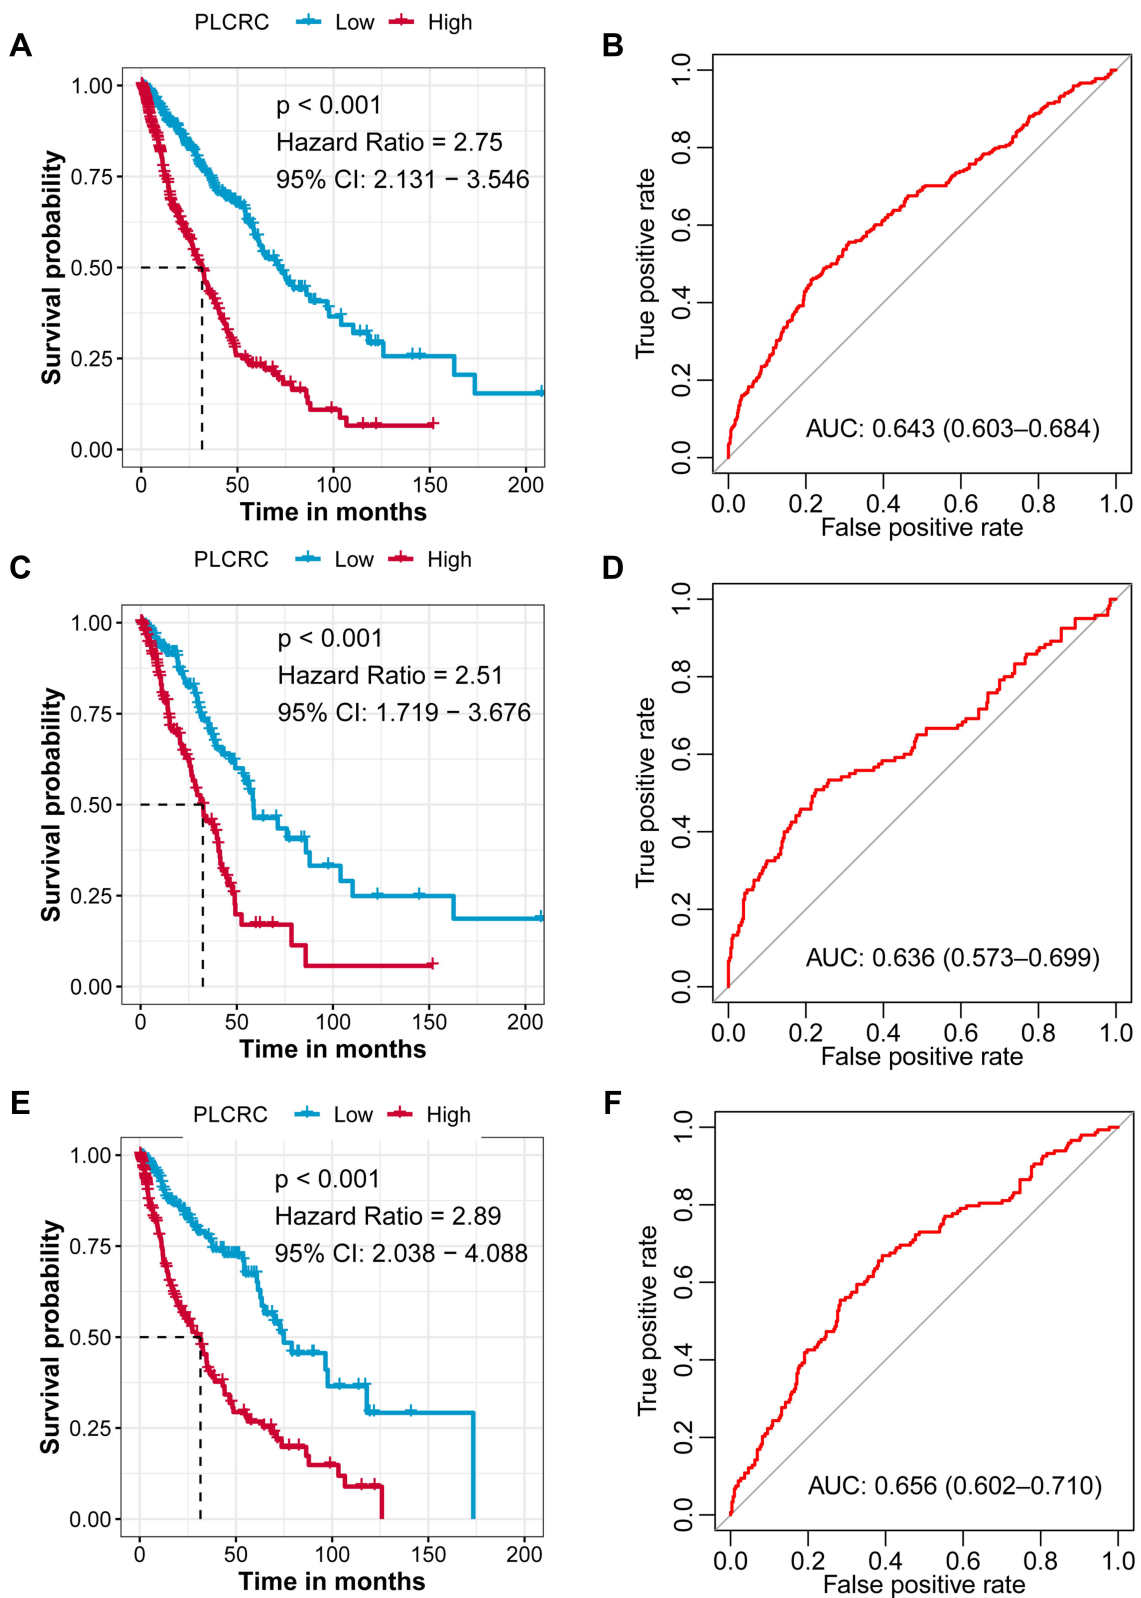 PLCRC Low High
A
1.00
0.75
0.50
0.25
0.00
Survival probability
p < 0.001
Hazard Ratio = 2.75
95% CI: 2.131 − 3.546
0 50 100 150 200
Time in months
B
1.0
0.8
0.6
0.4
0.2
0.0
True positive rate
AUC: 0.643 (0.603–0.684)
0.0 0.2 0.4 0.6 0.8 1.0
False positive rate
PLCRC Low High
C
1.00
0.75
0.50
0.25
0.00
Survival probability
p < 0.001
Hazard Ratio = 2.51
95% CI: 1.719 − 3.676
0 50 100 150 200
Time in months
D
1.0
0.8
0.6
0.4
0.2
0.0
True positive rate
AUC: 0.636 (0.573–0.699)
0.0 0.2 0.4 0.6 0.8 1.0
False positive rate
PLCRC Low High
E
1.00
0.75
0.50
0.25
0.00
Survival probability
p < 0.001
Hazard Ratio = 2.89
95% CI: 2.038 − 4.088
0 50 100 150 200
Time in months
F
1.0
0.8
0.6
0.4
0.2
0.0
True positive rate
AUC: 0.656 (0.602–0.710)
0.0 0.2 0.4 0.6 0.8 1.0
False positive rate